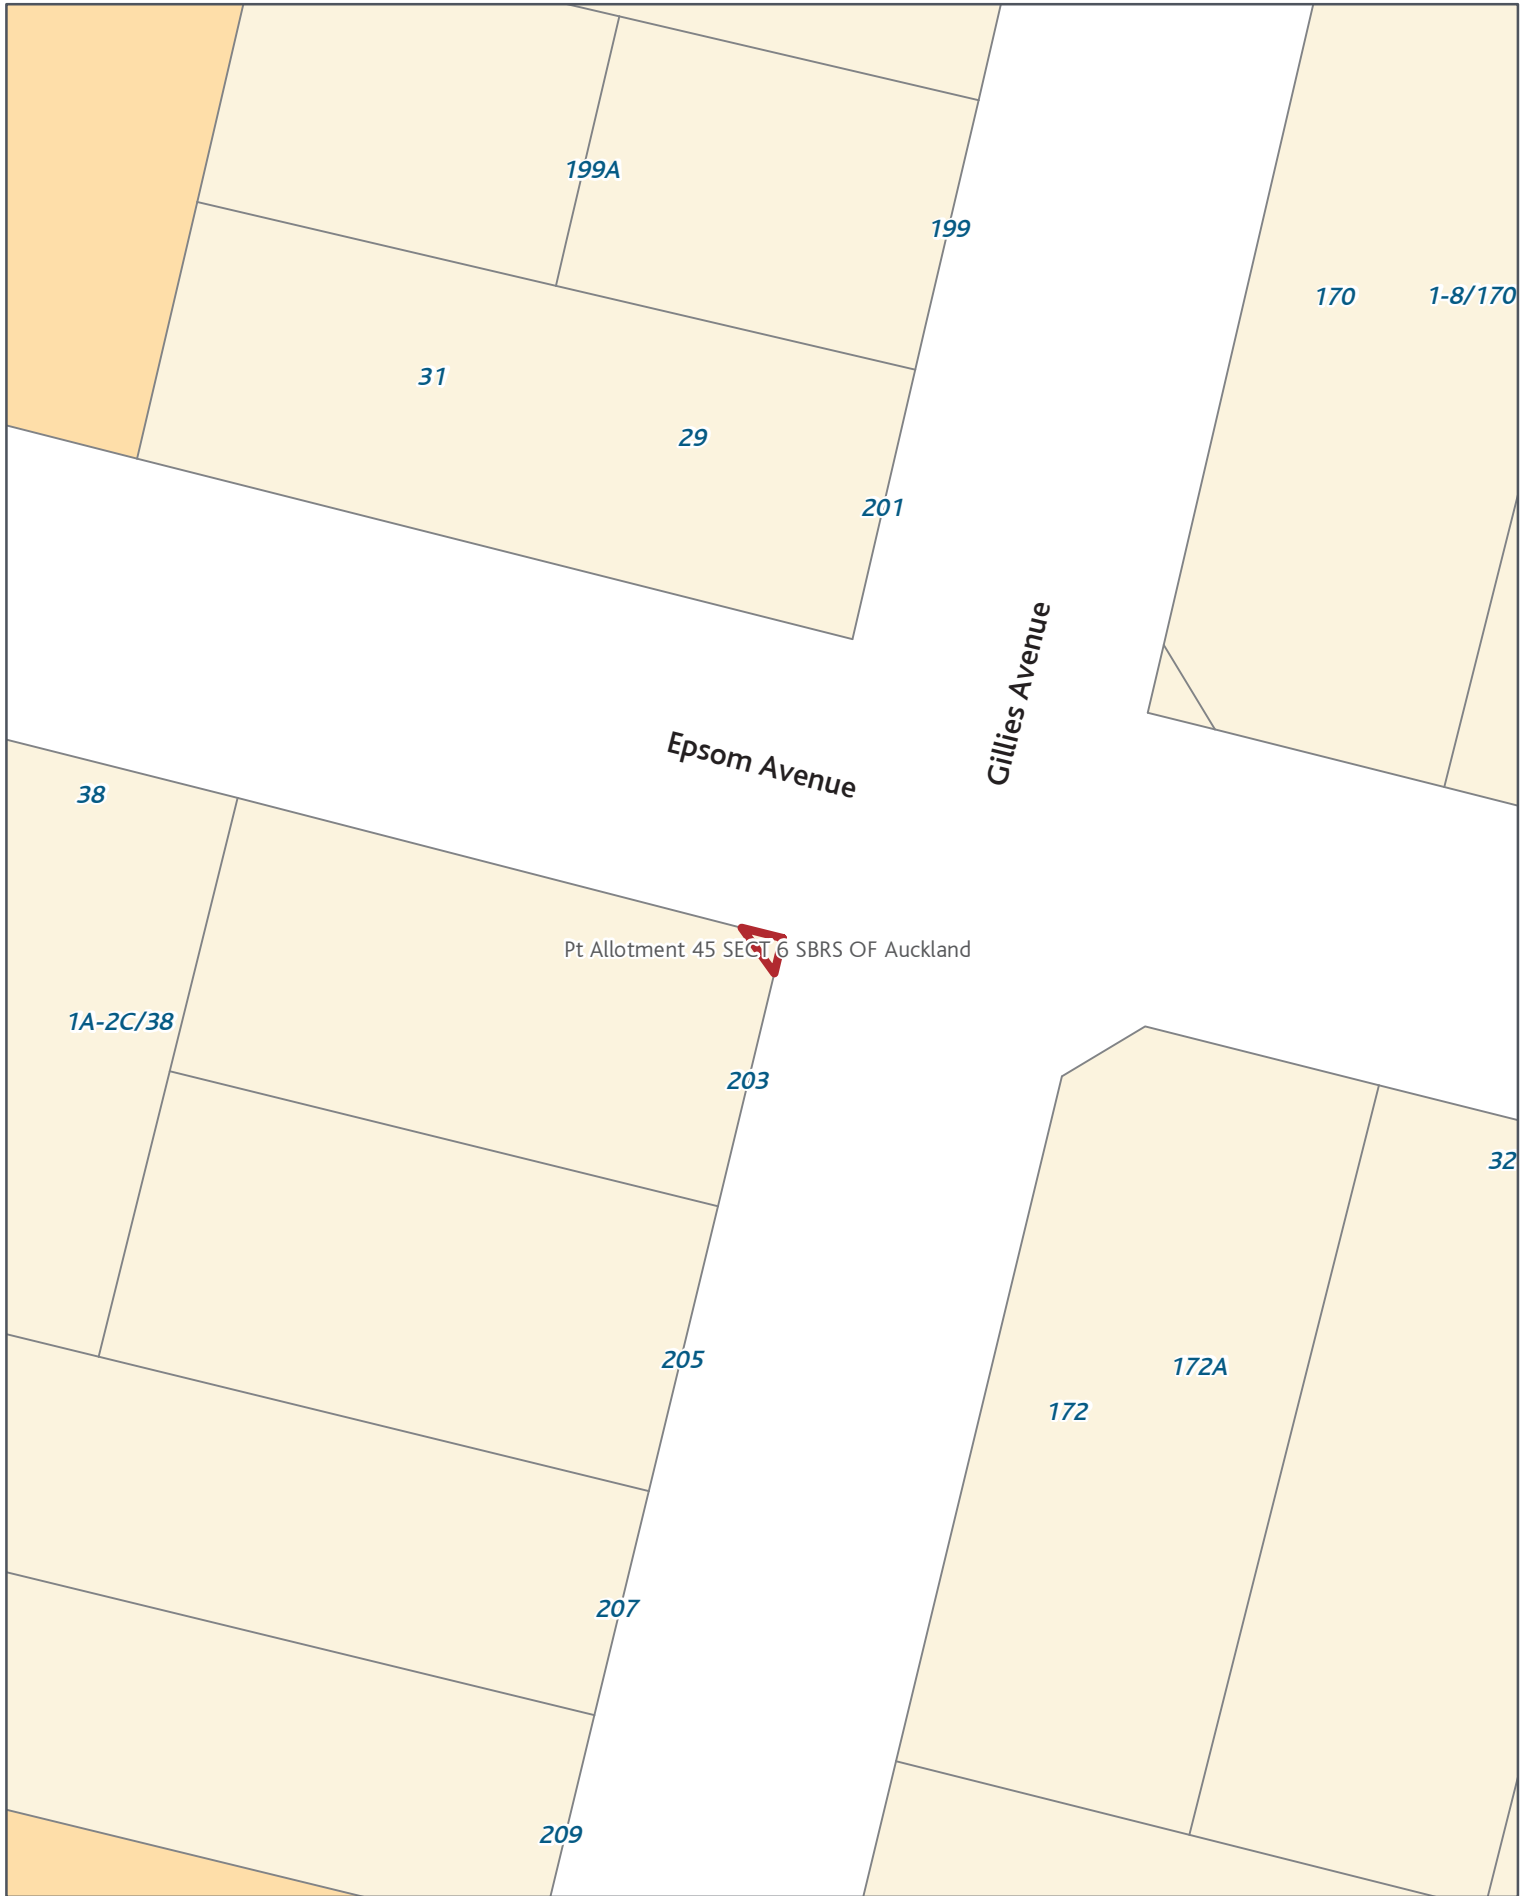 199A
199
170
1-8/170
31
29
201
Gillies Avenue
Epsom Avenue
38
Pt Allotment 45 SECT 6 SBRS OF Auckland
1A-2C/38
203
32
205
172A
172
207
209